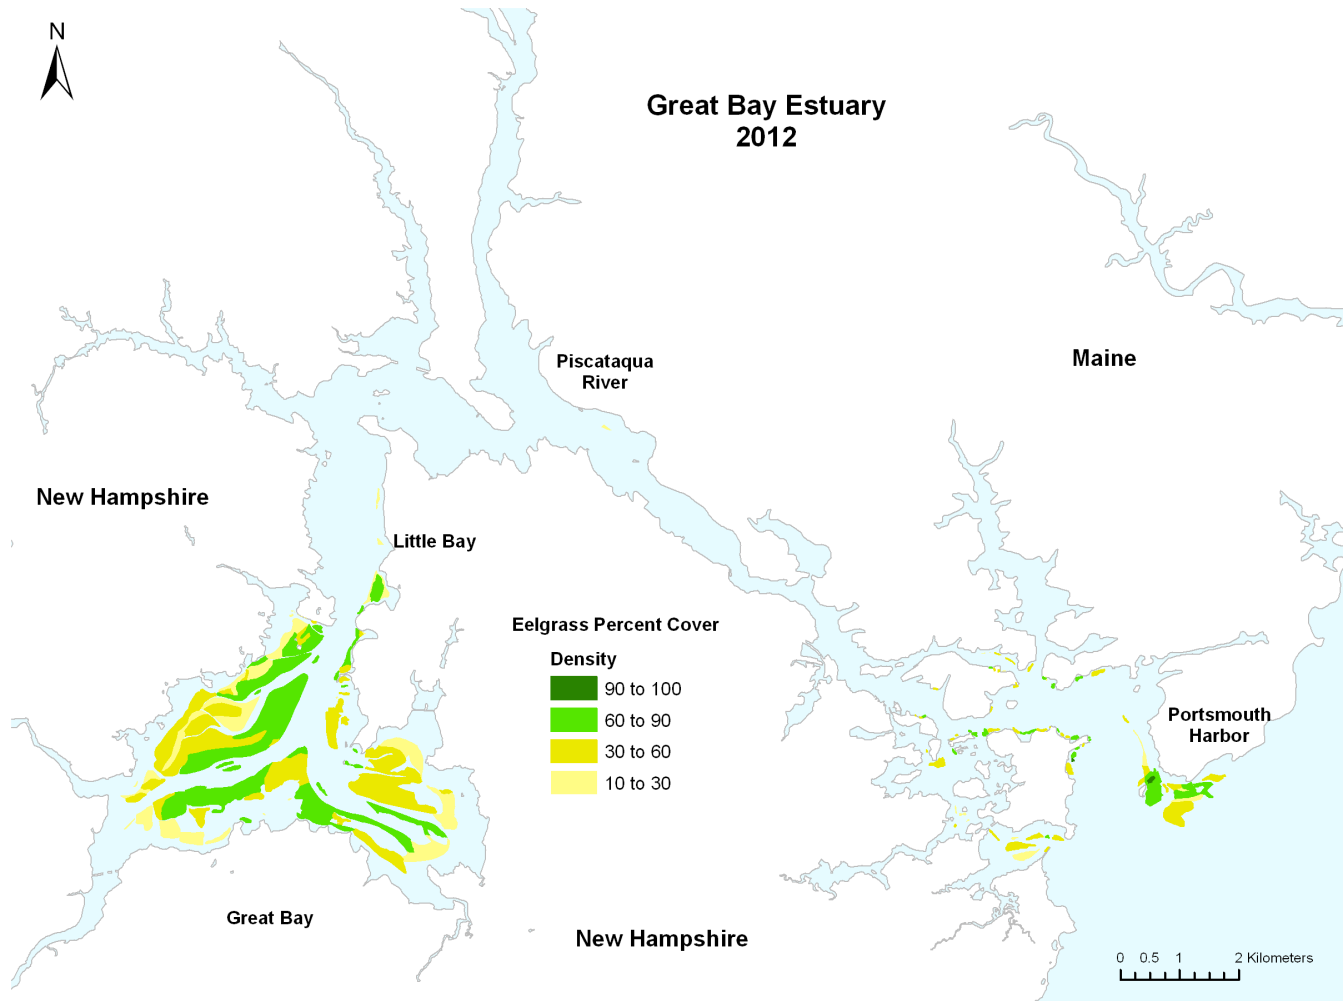 N
Great Bay Estuary
2012
Piscataqua
River
Maine
New Hampshire
Little Bay
Eelgrass Percent Cover
Density
90 to 100
60 to 90
30 to 60
10 to 30
Portsmouth
Harbor
Great Bay
New Hampshire
0 0.5 1 2 Kilometers